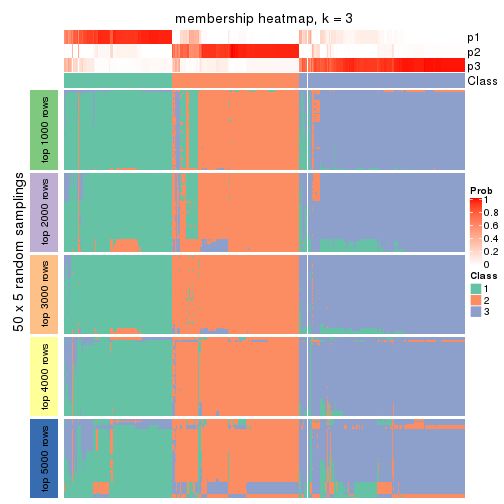 membership heatmap, k = 3
p1
p2
p3
Class
50 x 5 random samplings
top 1000 rows
top 2000 rows
top 3000 rows
top 4000 rows
top 5000 rows
Prob
1
0.8
0.6
0.4
0.2
0
Class
1
2
3